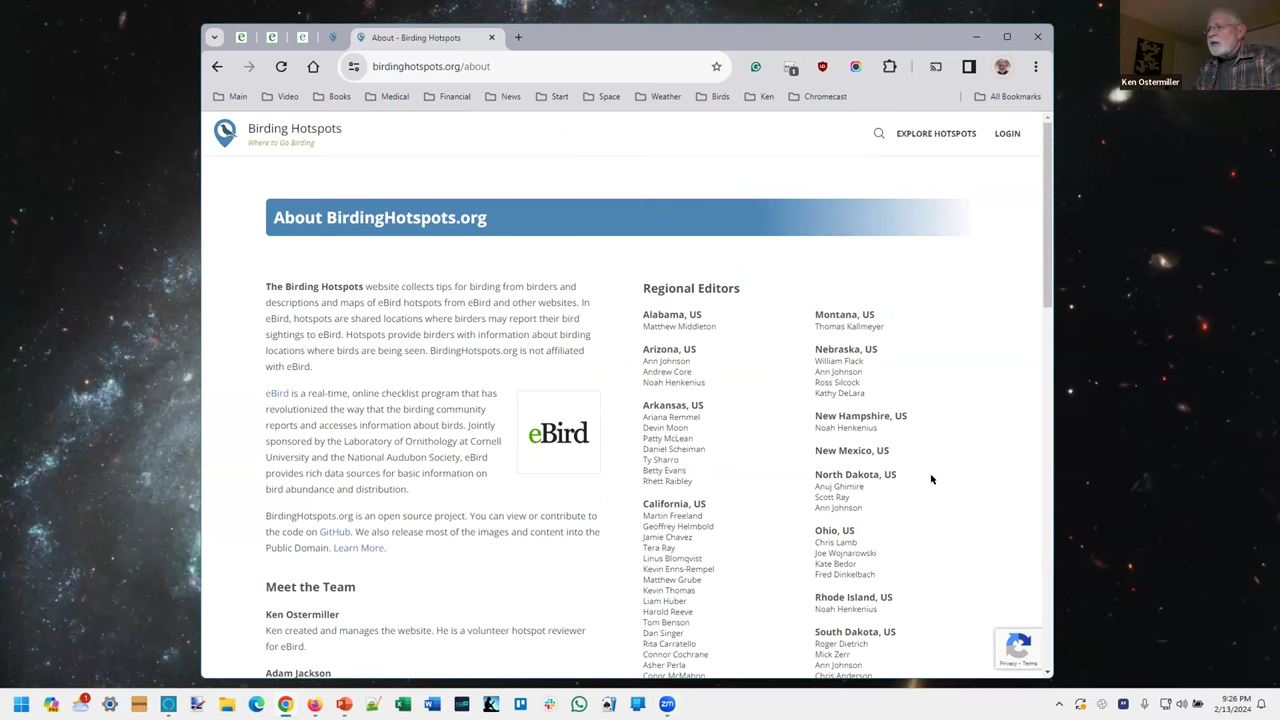 About - Birding Hotspots
birdinghotspots.org/about
Main
Video
Books
Medical
Financial
News
Start
Space
Weather
Birds
Ken
Chromecast
All Bookmarks
Ken Ostermiller
Birding Hotspots
Where to Go Birding
EXPLORE HOTSPOTS
LOGIN
About BirdingHotspots.org
The Birding Hotspots website collects tips for birding from birders and
descriptions and maps of eBird hotspots from eBird and other websites. In
eBird, hotspots are shared locations where birders may report their bird
sightings to eBird. Hotspots provide birders with information about birding
locations where birds are being seen. BirdingHotspots.org is not affiliated
with eBird.
eBird is a real-time, online checklist program that has
revolutionized the way that the birding community
reports and accesses information about birds. Jointly
sponsored by the Laboratory of Ornithology at Cornell
University and the National Audubon Society, eBird
provides rich data sources for basic information on
bird abundance and distribution.
eBird
BirdingHotspots.org is an open source project. You can view or contribute to
the code on GitHub. We also release most of the images and content into the
Public Domain. Learn More.
Meet the Team
Ken Ostermiller
Ken created and manages the website. He is a volunteer hotspot reviewer
for eBird.
Adam Jackson
Regional Editors
Alabama, US
Matthew Middleton
Arizona, US
Ann Johnson
Andrew Core
Noah Henkenius
Arkansas, US
Ariana Remmel
Devin Moon
Patty McLean
Daniel Scheiman
Ty Sharro
Betty Evans
Rhett Raibley
California, US
Martin Freeland
Geoffrey Helmbold
Jamie Chavez
Tera Ray
Linus Blomqvist
Kevin Enns-Rempel
Matthew Grube
Kevin Thomas
Liam Huber
Harold Reeve
Tom Benson
Dan Singer
Rita Carratello
Connor Cochrane
Asher Perla
Conor McMahon
Montana, US
Thomas Kallmeyer
Nebraska, US
William Flack
Ann Johnson
Ross Silcock
Kathy DeLara
New Hampshire, US
Noah Henkenius
New Mexico, US
North Dakota, US
Anuj Ghimire
Scott Ray
Ann Johnson
Ohio, US
Chris Lamb
Joe Wojnarowski
Kate Bedor
Fred Dinkelbach
Rhode Island, US
Noah Henkenius
South Dakota, US
Roger Dietrich
Mick Zerr
Ann Johnson
Chris Anderson
Privacy - Terms
9:26 PM
2/13/2024